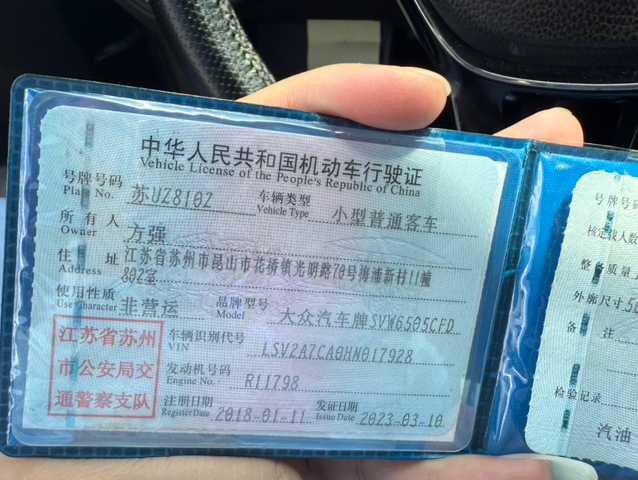 中华人民共和国机动车行驶证
Vehicle License of the People's Republic of China
号牌号码 苏UZ810Z 车辆类型 小型普通客车
Plate No. Vehicle Type
所有人 方强
Owner
住址 江苏省苏州市昆山市花桥镇光明路70号海浦新村11幢
Address 802室
使用性质 非营运 品牌型号 大众汽车牌SVW6505CFD
Use Character Model
江苏省苏州
市公安局交
通警察支队
车辆识别代号 LSV2A7CA0HN017928
VIN
发动机号码 R11798
Engine No.
注册日期 2018-01-11 发证日期 2023-03-10
Register Date Issue Date
号牌号码
核定载人数
整备质量
外廓尺寸 50
备注
检验记录
汽油